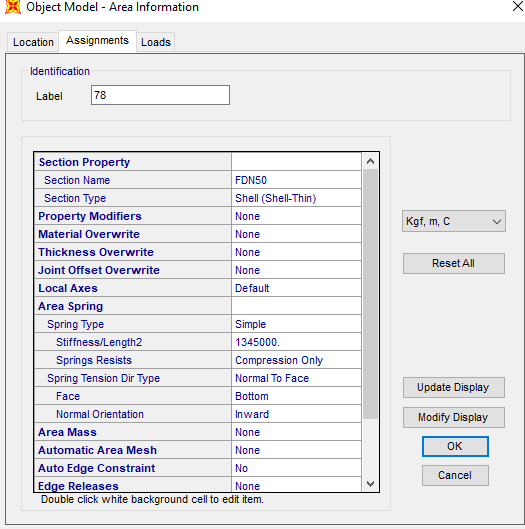 Object Model - Area Information
Location Assignments Loads
Identification
Label 78
Section Property
Section Name FDN50
Section Type Shell (Shell-Thin)
Property Modifiers None
Material Overwrite None
Thickness Overwrite None
Joint Offset Overwrite None
Local Axes Default
Area Spring
Spring Type Simple
Stiffness/Length2 1345000.
Springs Resists Compression Only
Spring Tension Dir Type Normal To Face
Face Bottom
Normal Orientation Inward
Area Mass None
Automatic Area Mesh None
Auto Edge Constraint No
Edge Releases None
Double click white background cell to edit item.
Kgf, m, C
Reset All
Update Display
Modify Display
OK
Cancel